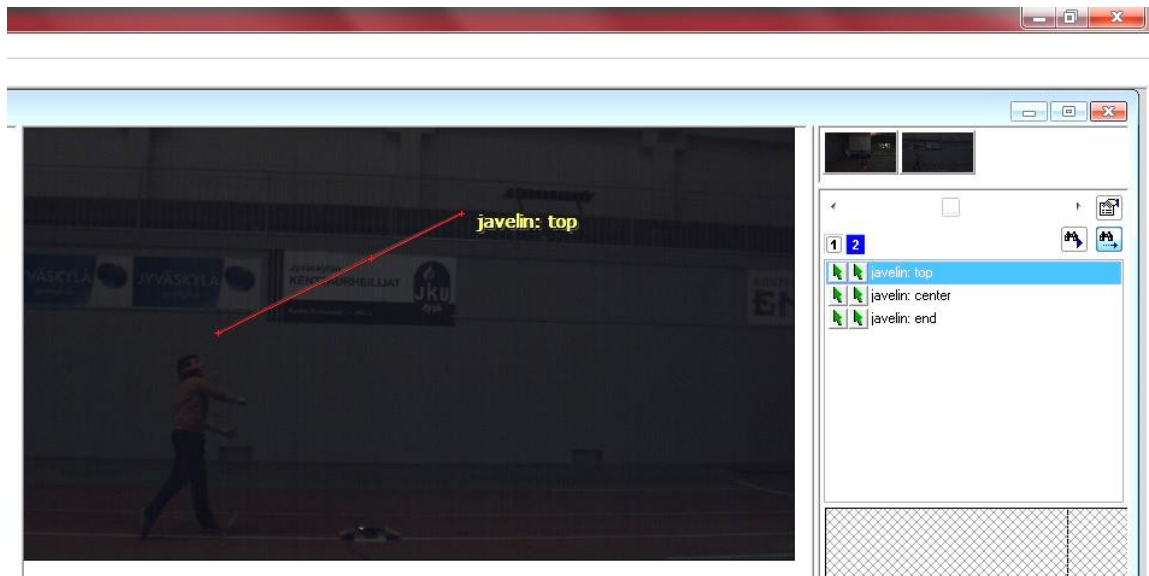 javelin: top
JYVÄSKYLÄ
JYVÄSKYLÄ
KENTTÄURHEILIJAT
JKU
1
2
javelin: top
javelin: center
javelin: end